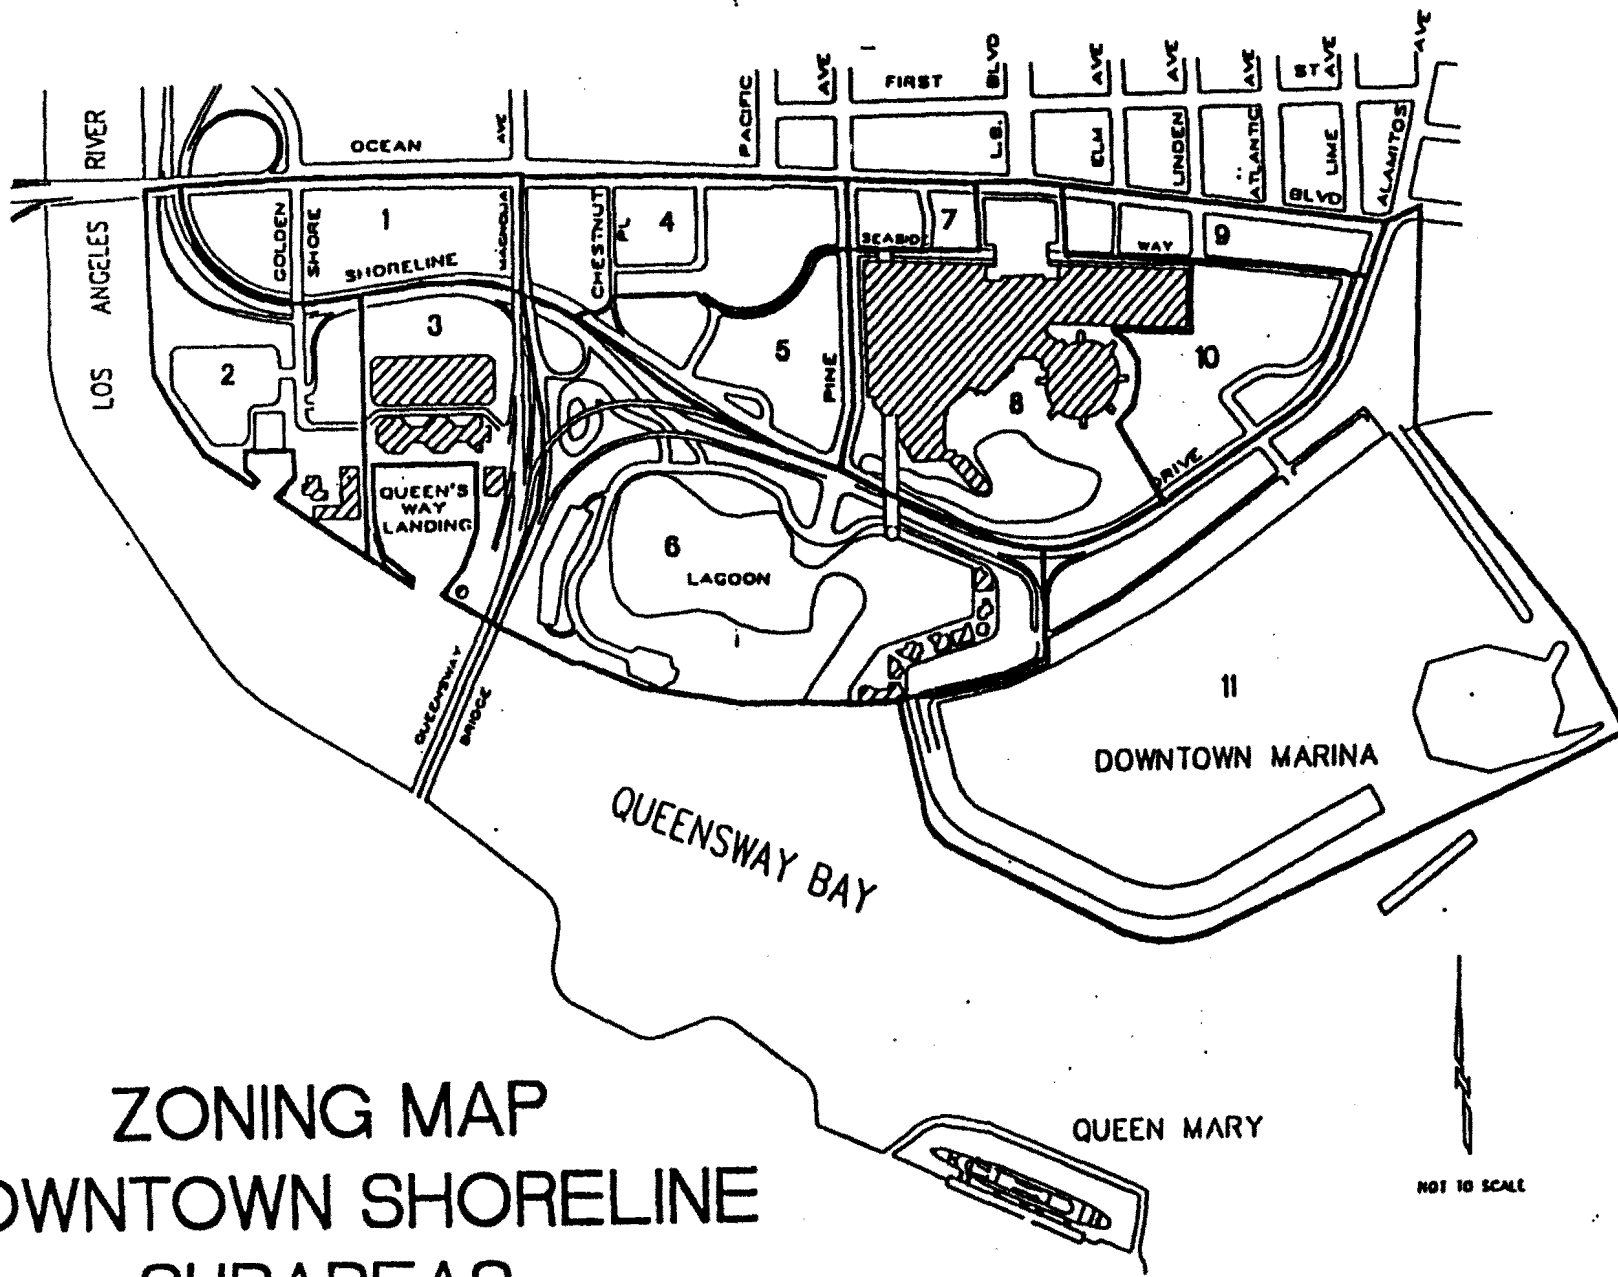 AVE
BLVD
AVE
AVE
AVE
ST AVE
AVE
FIRST
PACIFIC
L.B.
ELM
LINDEN
ATLANTIC
LIME
ALAMITOS
BLVD
OCEAN
AVE
LOS ANGELES RIVER
GOLDEN
SHORE
1
MAGNOLIA
CHESTNUT
PL
4
7
SEASIDE
WAY
9
SHORELINE
3
2
5
PINE
10
8
DRIVE
QUEEN'S
WAY
LANDING
6
LAGOON
11
DOWNTOWN MARINA
QUEENSWAY
BRIDGE
QUEENSWAY BAY
QUEEN MARY
NOT TO SCALE
ZONING MAP
OWNTOWN SHORELINE
SUBAREAS